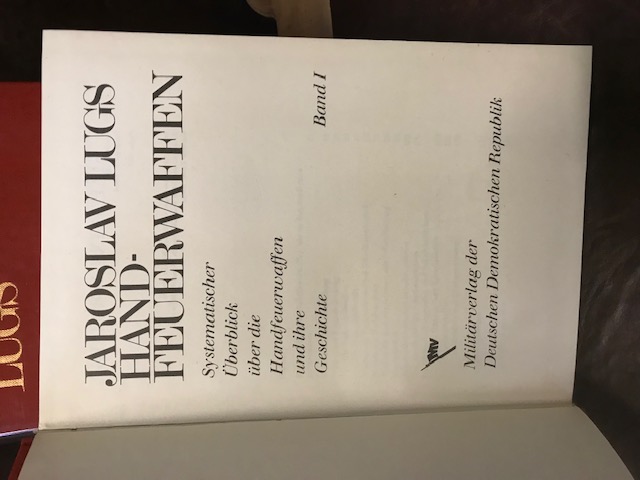 JAROSLAV LUGS
HAND-
FEUERWAFFEN
Systematischer
Überblick
über die
Handfeuerwaffen
und ihre
Geschichte Band I
Militärverlag der
Deutschen Demokratischen Republik
LUGS